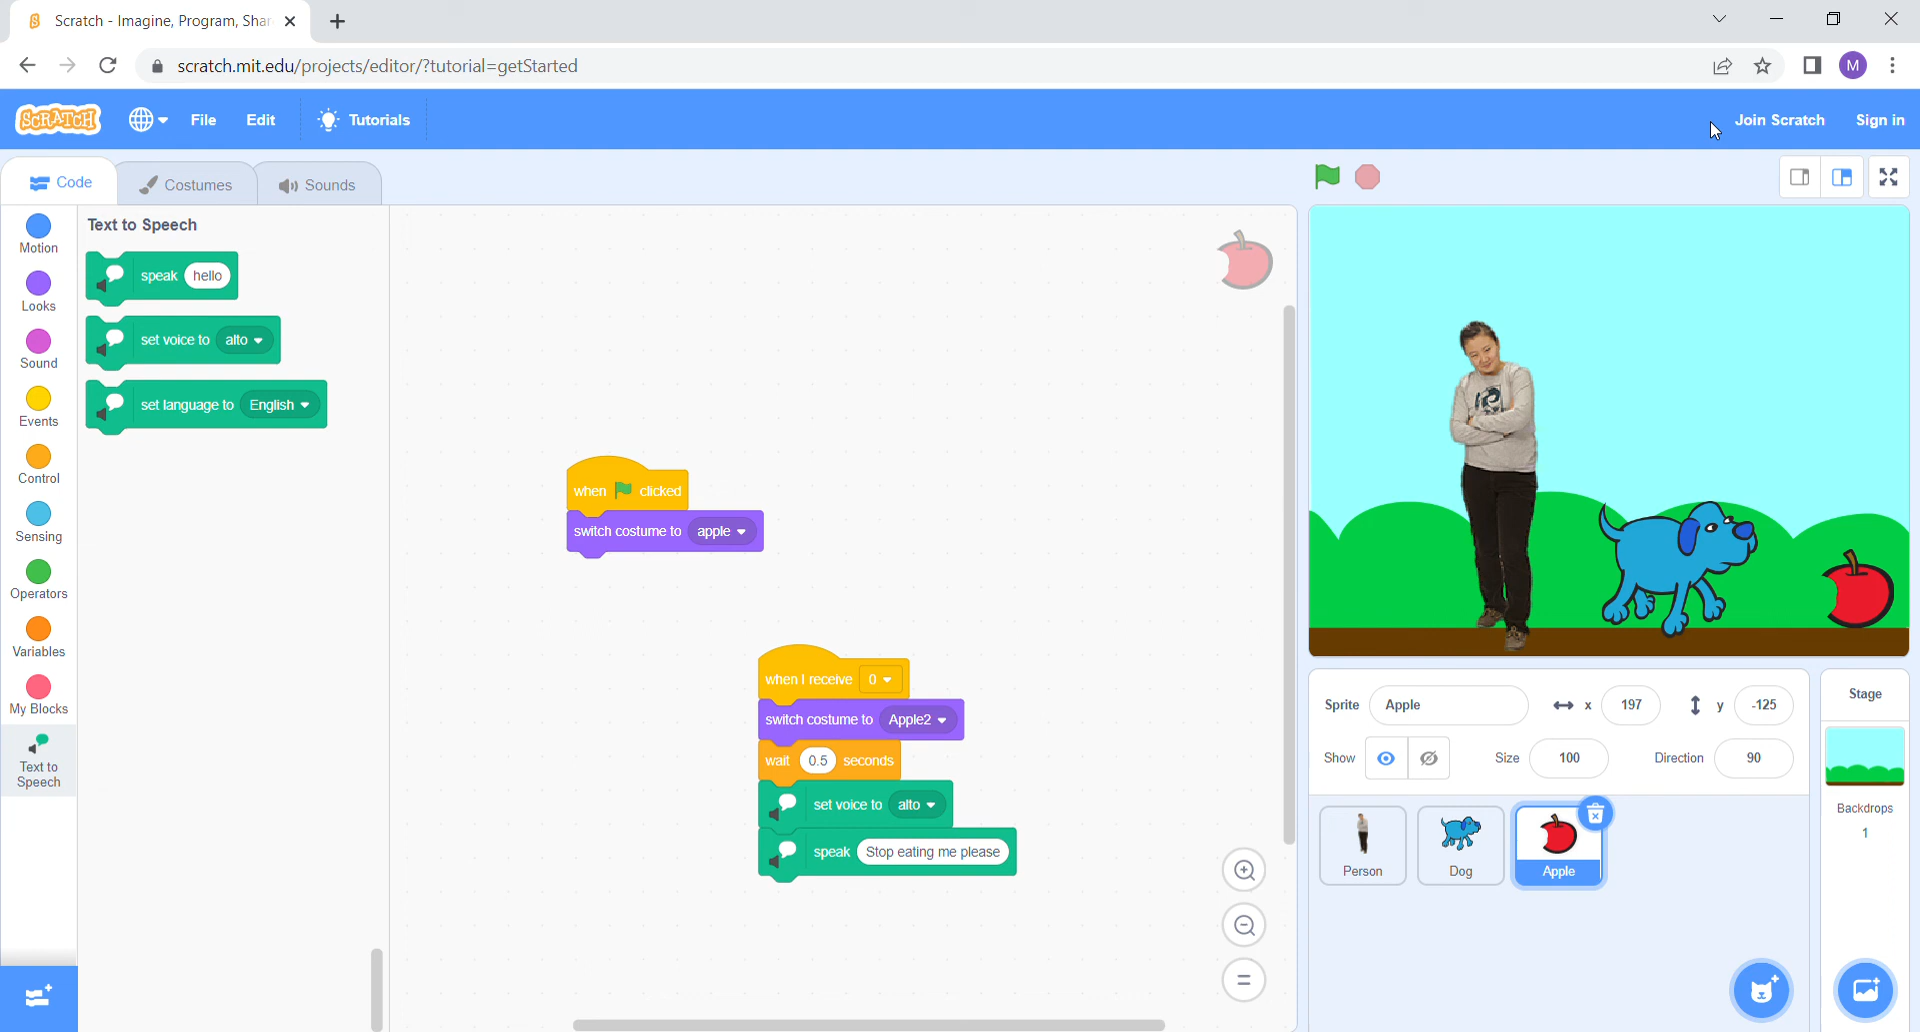 Scratch - Imagine, Program, Shar
scratch.mit.edu/projects/editor/?tutorial=getStarted
M
SCRATCH
File
Edit
Tutorials
Join Scratch
Sign in
Code
Costumes
Sounds
Motion
Looks
Sound
Events
Control
Sensing
Operators
Variables
My Blocks
Text to
Speech
Text to Speech
speak hello
set voice to alto
set language to English
when clicked
switch costume to apple
when I receive 0
switch costume to Apple2
wait 0.5 seconds
set voice to alto
speak Stop eating me please
Sprite Apple x 197 y -125
Show Size 100 Direction 90
Person
Dog
Apple
Stage
Backdrops
1